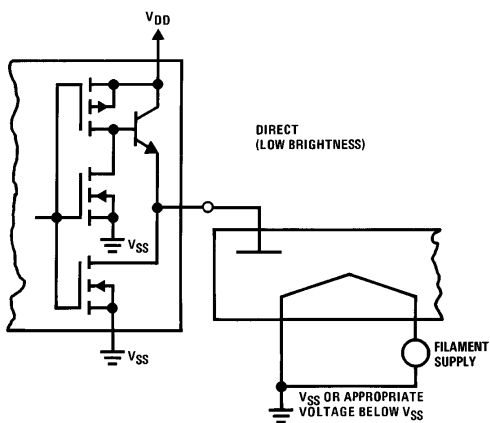 VDD
DIRECT
(LOW BRIGHTNESS)
VSS
VSS
FILAMENT
SUPPLY
VSS OR APPROPRIATE
VOLTAGE BELOW VSS